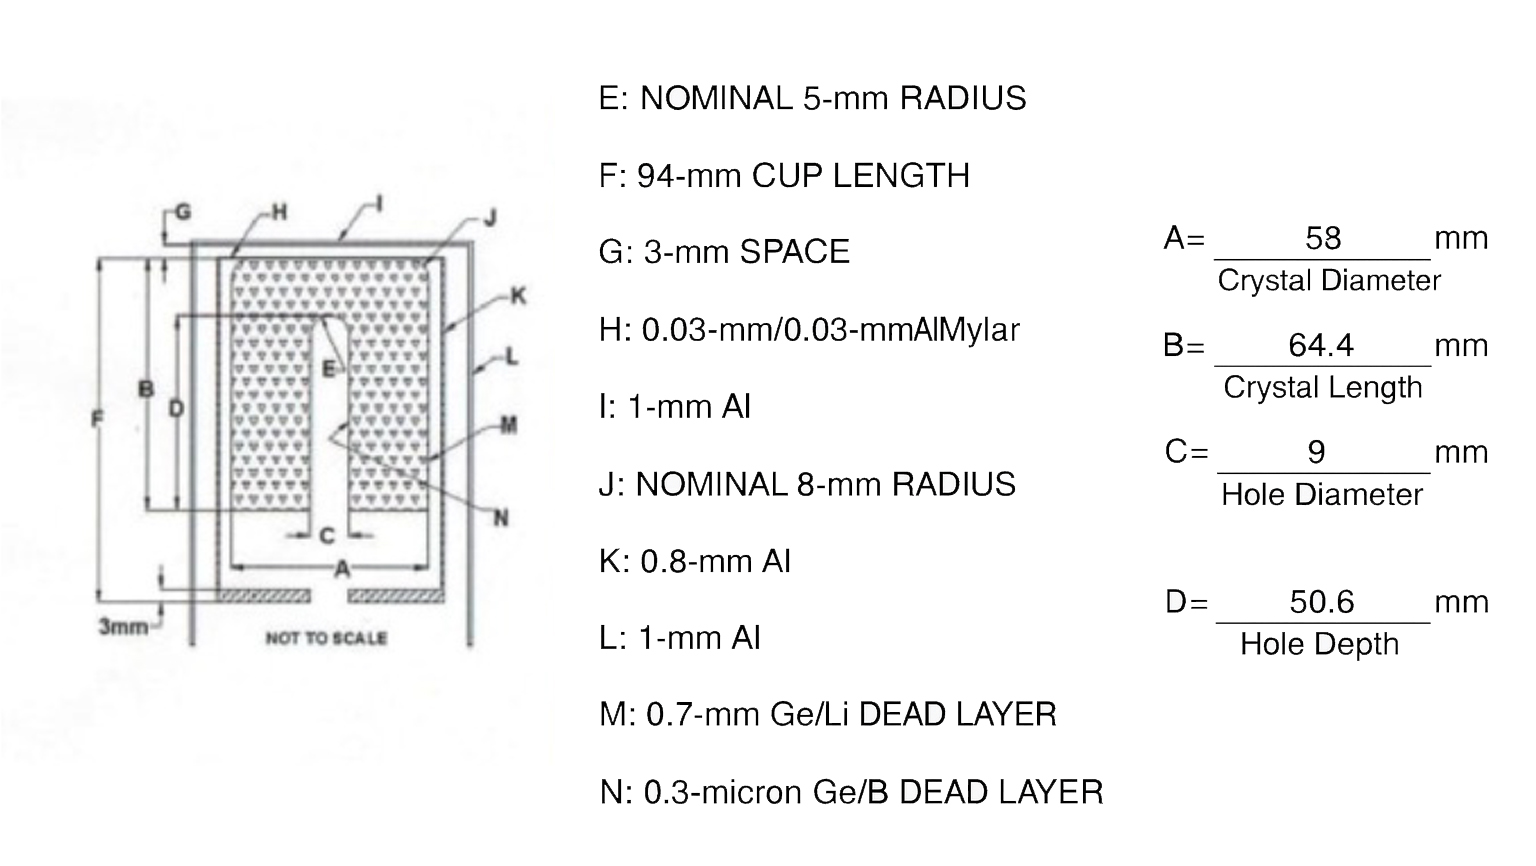 G
H
I
J
K
L
E
B
D
F
M
N
C
A
3mm
NOT TO SCALE
E: NOMINAL 5-mm RADIUS
F: 94-mm CUP LENGTH
G: 3-mm SPACE
H: 0.03-mm/0.03-mmAlMylar
I: 1-mm Al
J: NOMINAL 8-mm RADIUS
K: 0.8-mm Al
L: 1-mm Al
M: 0.7-mm Ge/Li DEAD LAYER
N: 0.3-micron Ge/B DEAD LAYER
A= 58 mm
Crystal Diameter
B= 64.4 mm
Crystal Length
C= 9 mm
Hole Diameter
D= 50.6 mm
Hole Depth